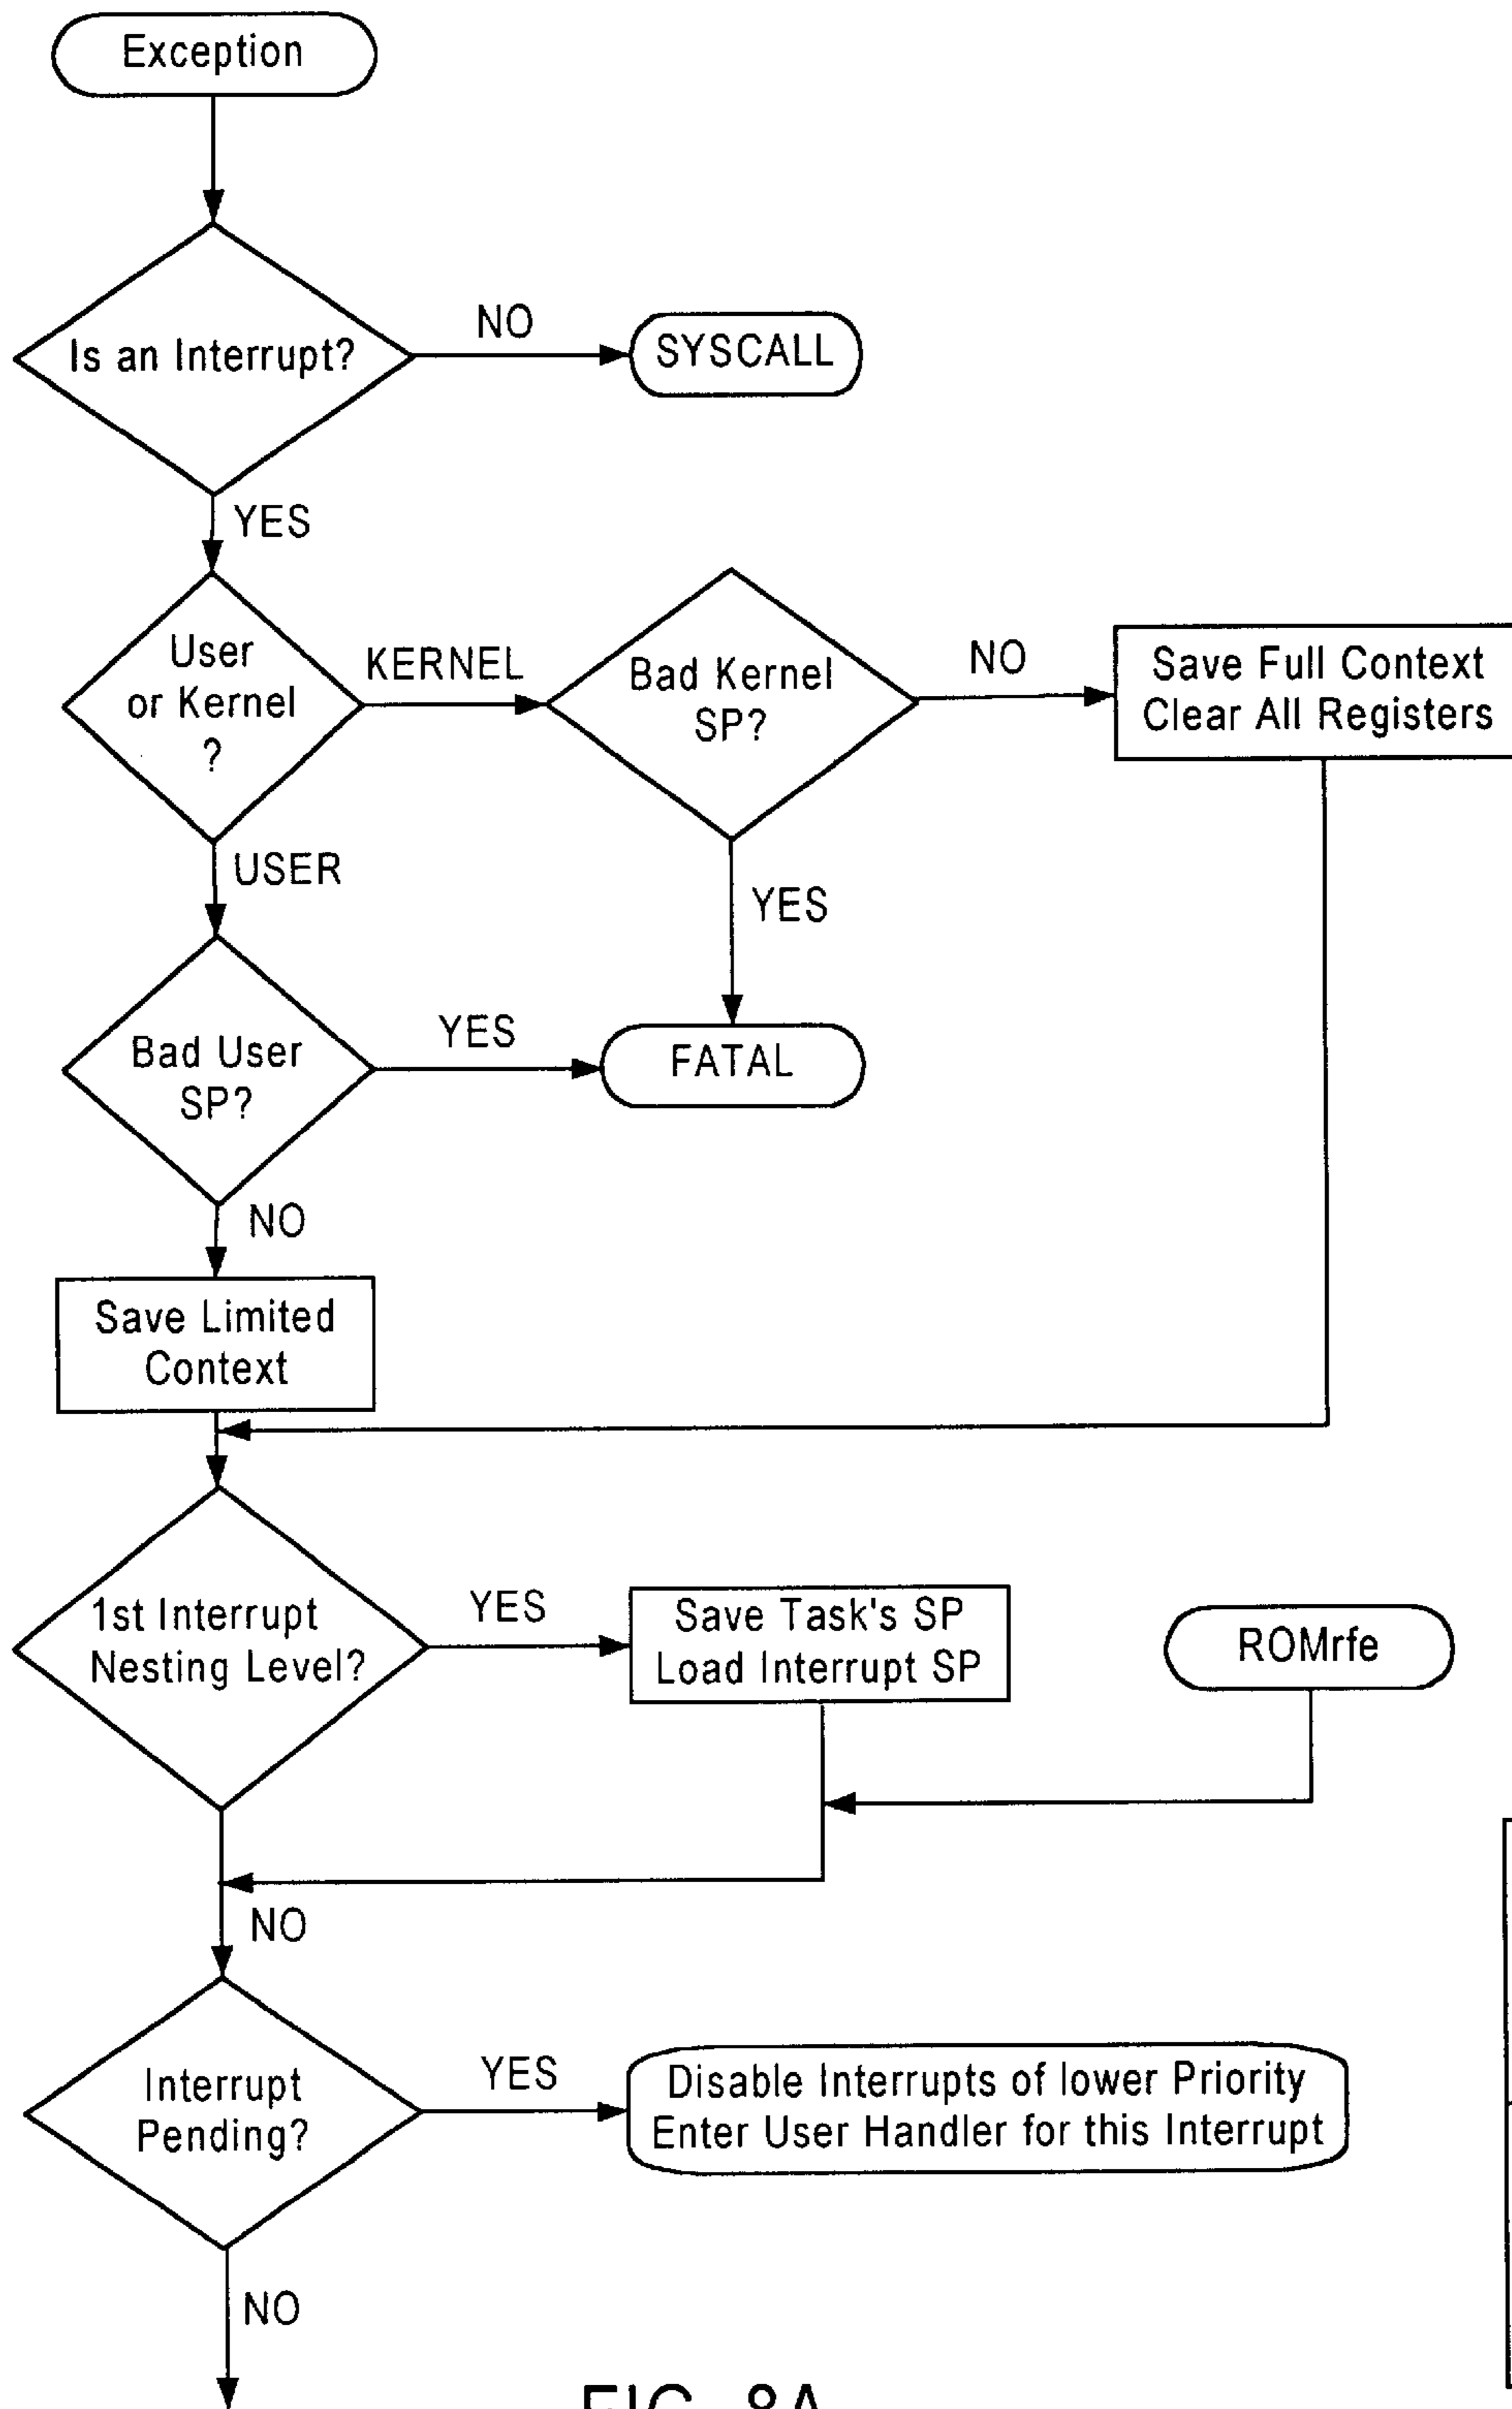 Exception
Is an Interrupt?
NO
SYSCALL
YES
User
or Kernel
?
KERNEL
Bad Kernel
SP?
NO
Save Full Context
Clear All Registers
USER
YES
Bad User
SP?
YES
FATAL
NO
Save Limited
Context
1st Interrupt
Nesting Level?
YES
Save Task's SP
Load Interrupt SP
ROMrfe
NO
Interrupt
Pending?
YES
Disable Interrupts of lower Priority
Enter User Handler for this Interrupt
NO
FIG. 8A